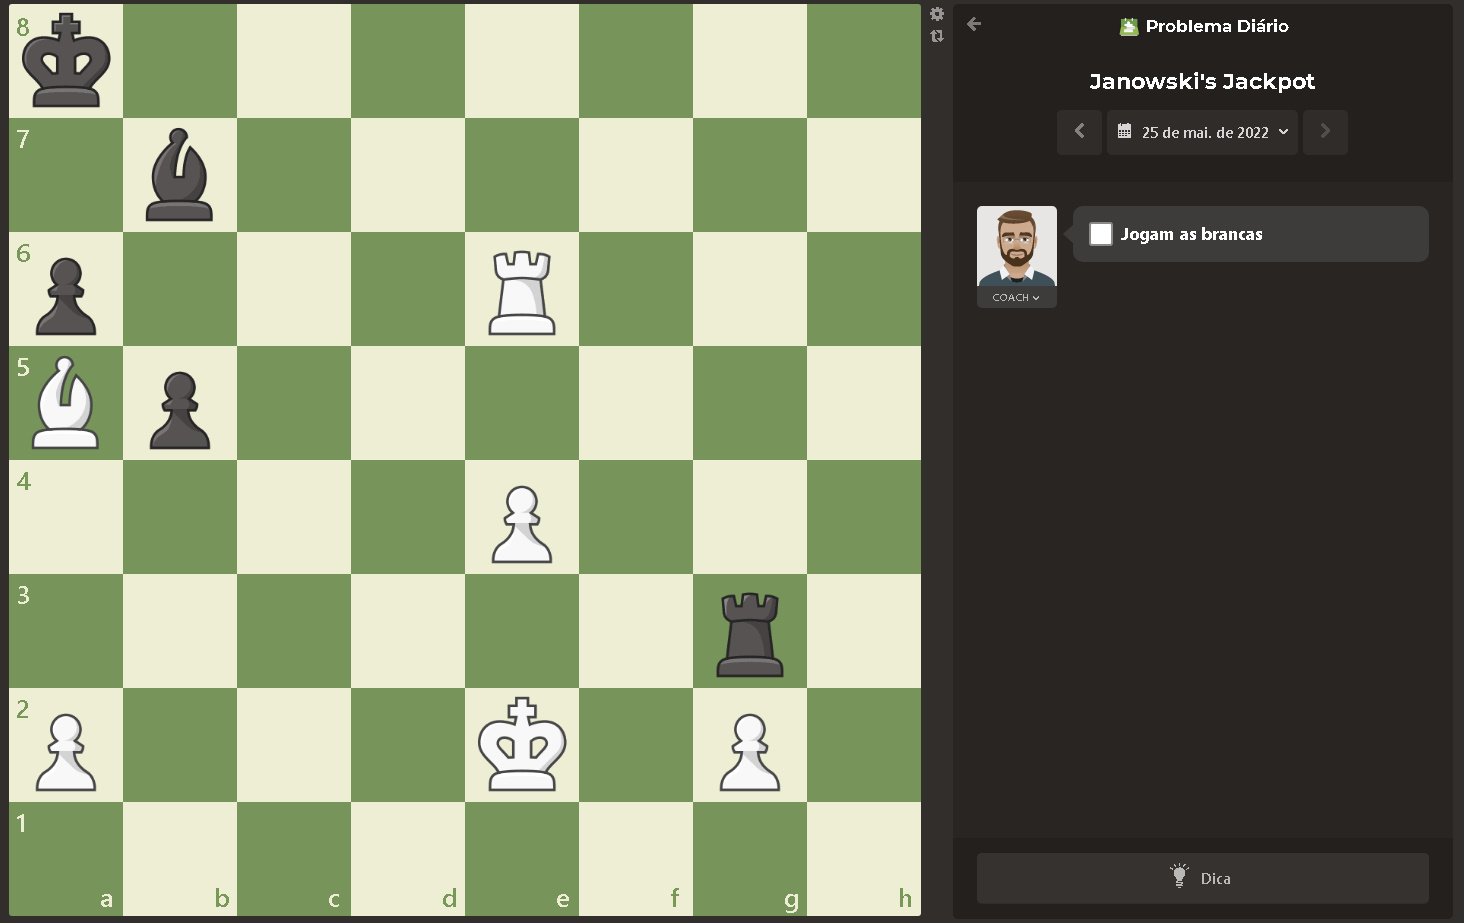 8
7
6
5
4
3
2
1
a b c d e f g h
Problema Diário
Janowski's Jackpot
25 de mai. de 2022
Jogam as brancas
COACH
Dica